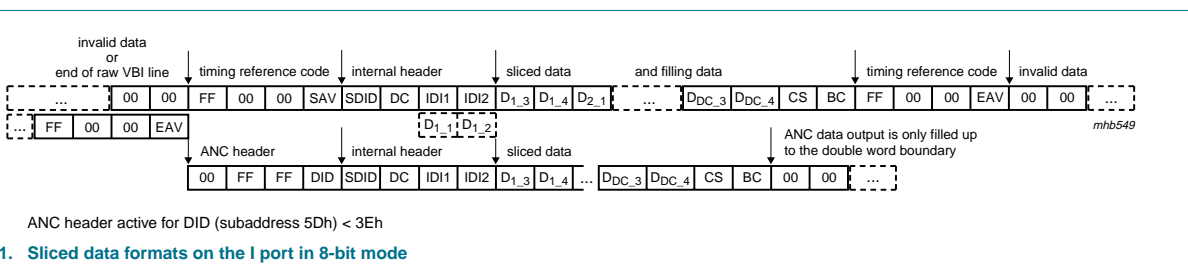 invalid data
or
end of raw VBI line
timing reference code internal header sliced data and filling data timing reference code invalid data
... 00 00 FF 00 00 SAV SDID DC IDI1 IDI2 D1_3 D1_4 D2_1 ... DDC_3 DDC_4 CS BC FF 00 00 EAV 00 00 ...
... FF 00 00 EAV D1_1 D1_2 mhb549
ANC data output is only filled up
to the double word boundary
ANC header internal header sliced data
00 FF FF DID SDID DC IDI1 IDI2 D1_3 D1_4 ... DDC_3 DDC_4 CS BC 00 00 ...
ANC header active for DID (subaddress 5Dh) < 3Eh
1. Sliced data formats on the I port in 8-bit mode